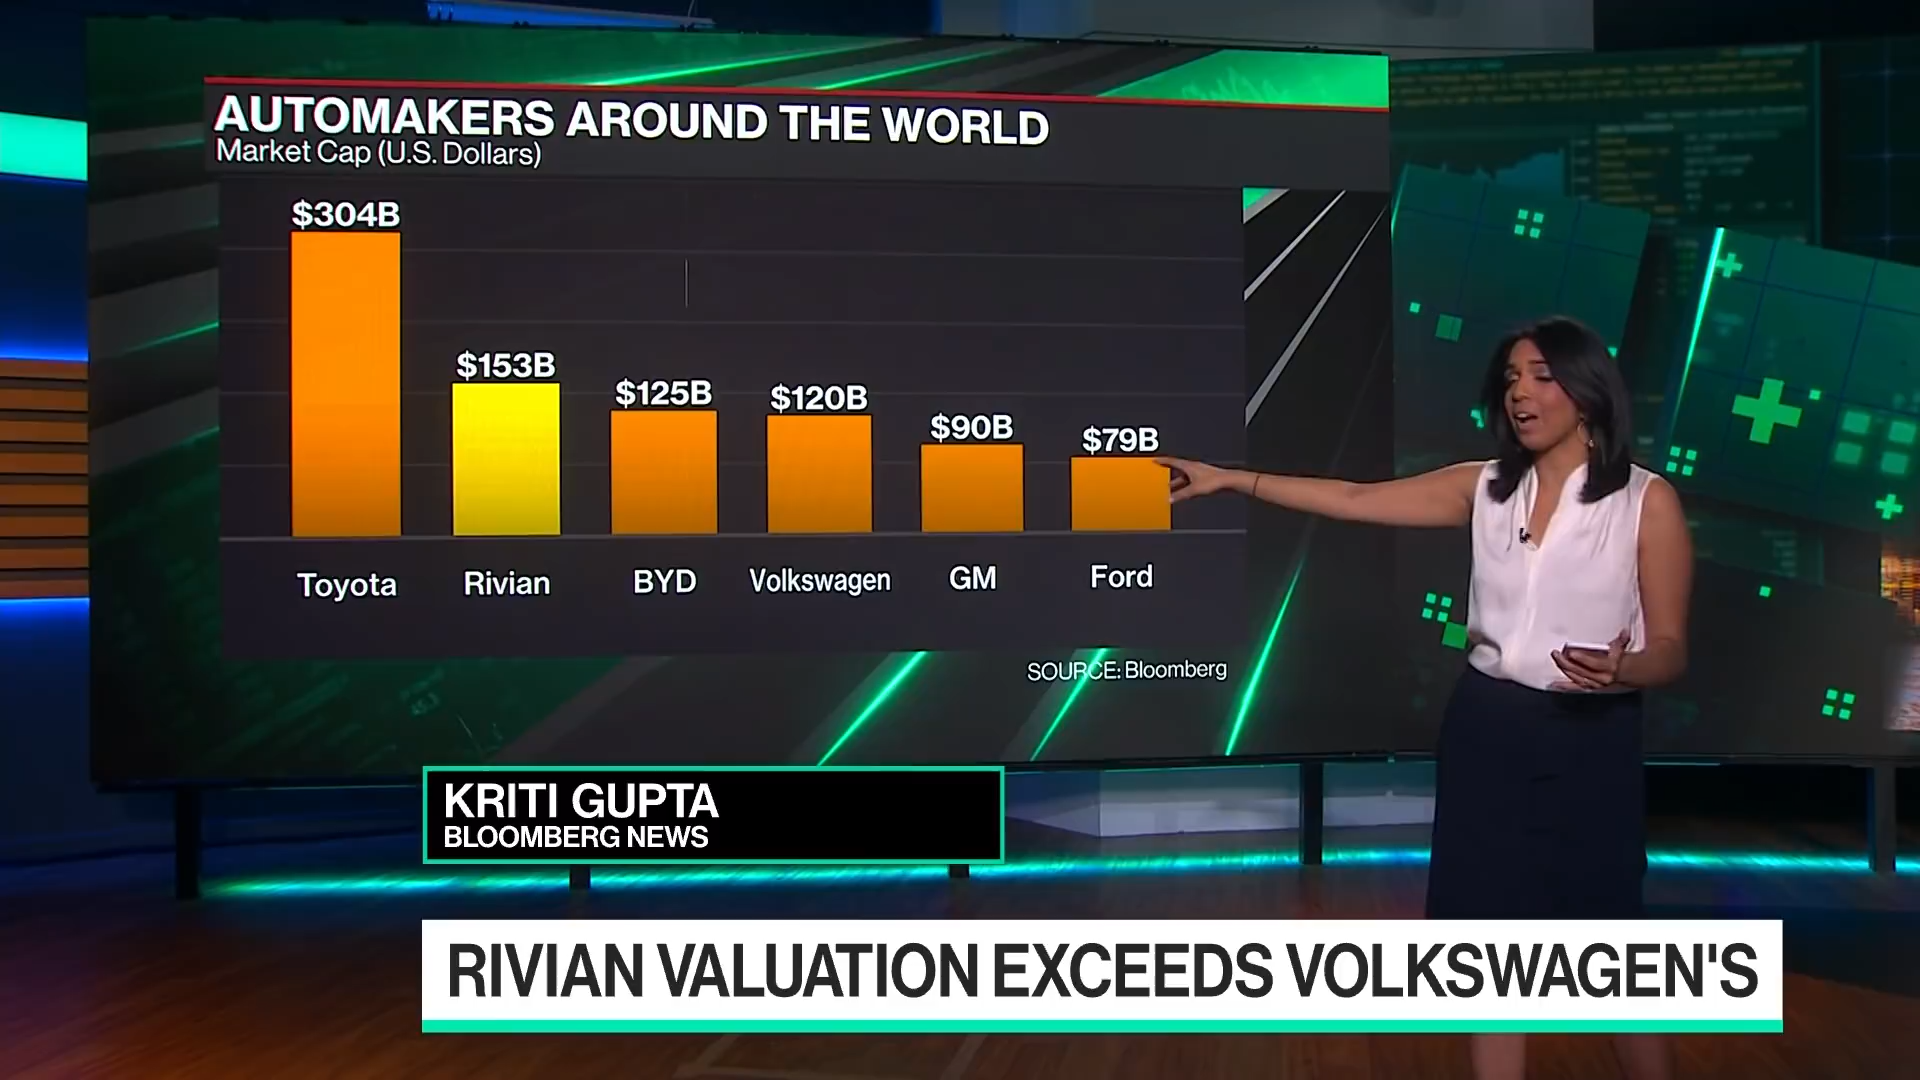 AUTOMAKERS AROUND THE WORLD
Market Cap (U.S. Dollars)
$304B
$153B
$125B
$120B
$90B
$79B
Toyota
Rivian
BYD
Volkswagen
GM
Ford
SOURCE: Bloomberg
KRITI GUPTA
BLOOMBERG NEWS
RIVIAN VALUATION EXCEEDS VOLKSWAGEN'S